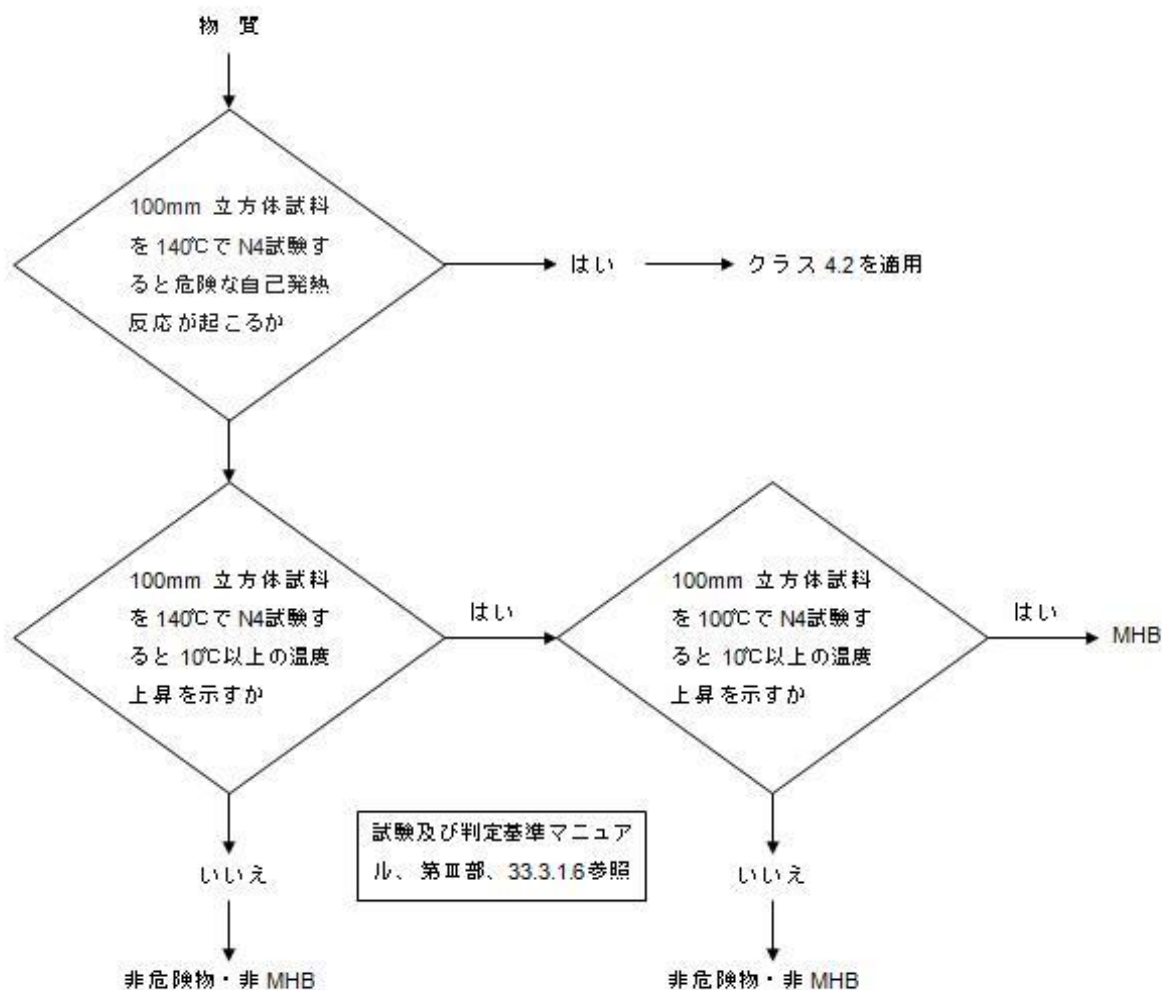 物 質
100mm 立方体試料
を 140℃で N4試験す
ると危険な自己発熱
反応が起こるか
はい
クラス 4.2 を適用
100mm 立方体試料
を 140℃で N4試験す
ると 10℃以上の温度
上昇を示すか
はい
100mm 立方体試料
を 100℃で N4試験す
ると 10℃以上の温度
上昇を示すか
はい
MHB
試験及び判定基準マニュア
ル、第Ⅲ部、33.3.1.6参照
いいえ
いいえ
非危険物・非 MHB
非危険物・非 MHB